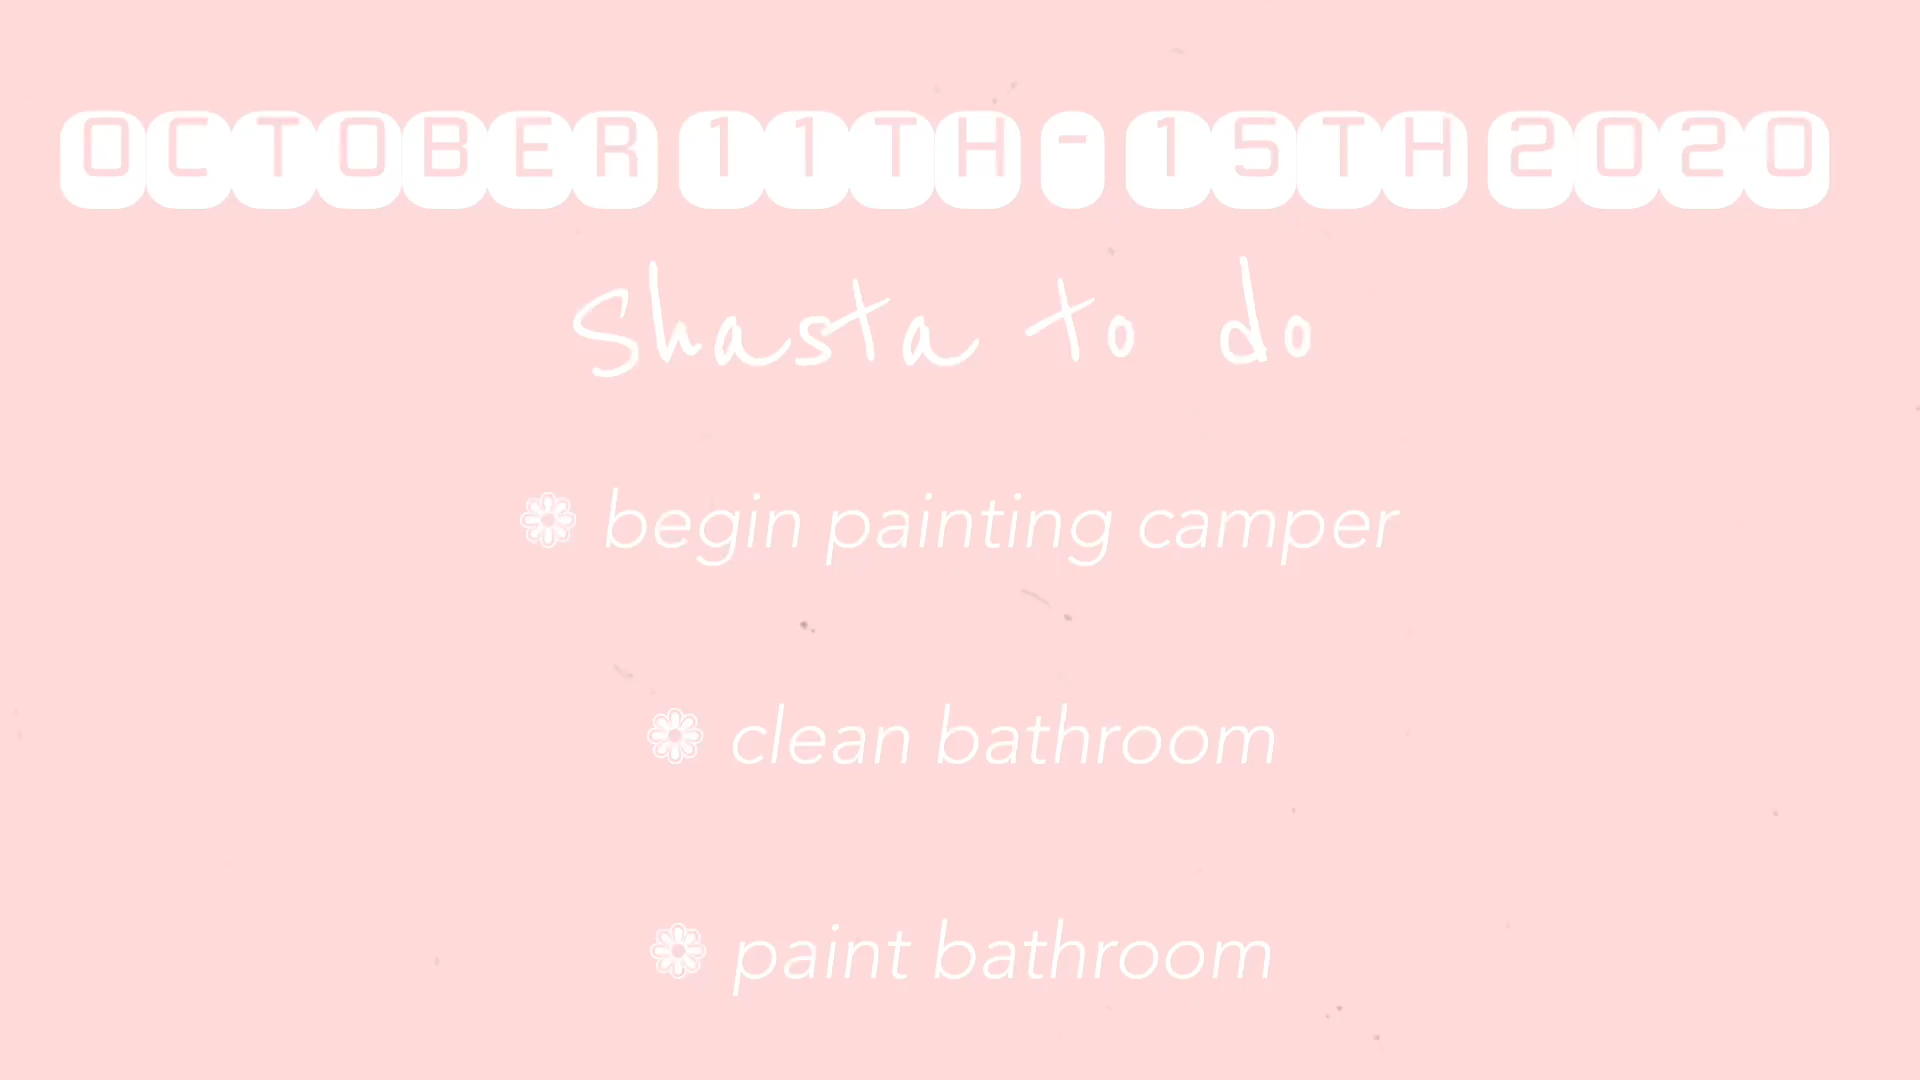 OCTOBER 11TH - 15TH 2020
Shasta to do
❁ begin painting camper
❁ clean bathroom
❁ paint bathroom